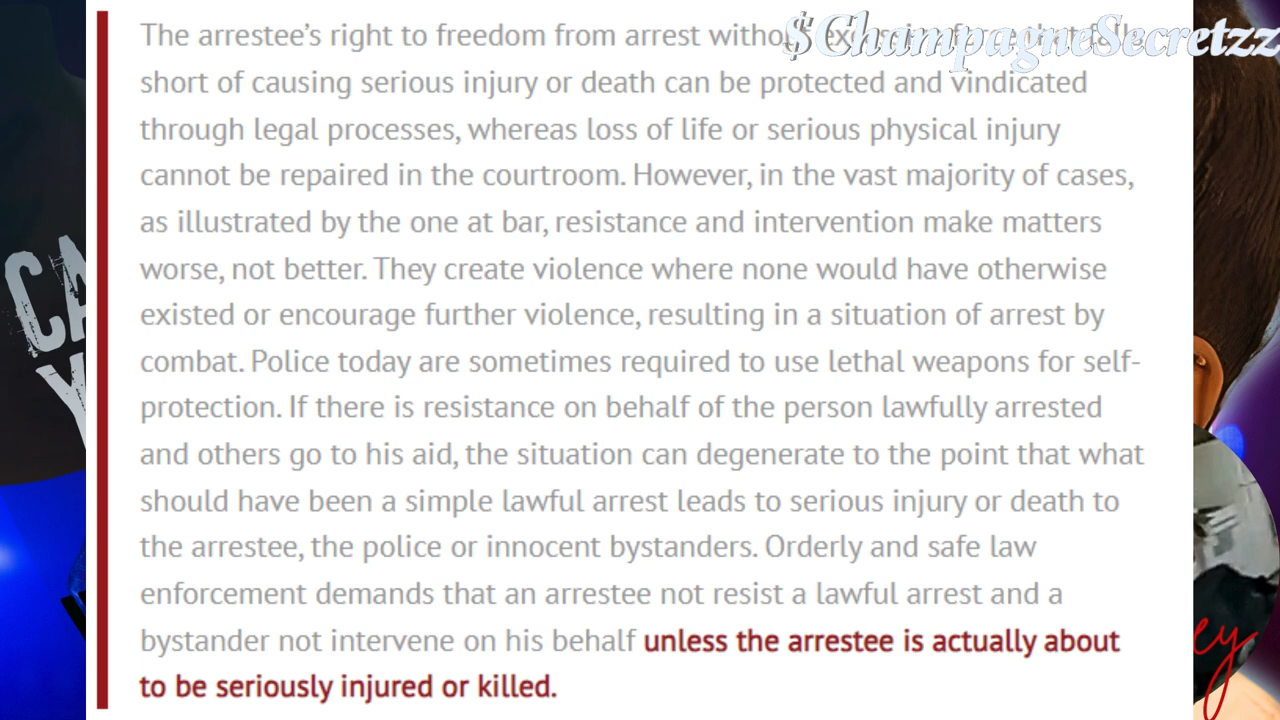 $ChampagneSecretzz
The arrestee’s right to freedom from arrest without
short of causing serious injury or death can be protected and vindicated
through legal processes, whereas loss of life or serious physical injury
cannot be repaired in the courtroom. However, in the vast majority of cases,
as illustrated by the one at bar, resistance and intervention make matters
worse, not better. They create violence where none would have otherwise
existed or encourage further violence, resulting in a situation of arrest by
combat. Police today are sometimes required to use lethal weapons for self-
protection. If there is resistance on behalf of the person lawfully arrested
and others go to his aid, the situation can degenerate to the point that what
should have been a simple lawful arrest leads to serious injury or death to
the arrestee, the police or innocent bystanders. Orderly and safe law
enforcement demands that an arrestee not resist a lawful arrest and a
bystander not intervene on his behalf unless the arrestee is actually about
to be seriously injured or killed.
CA
Y
ey